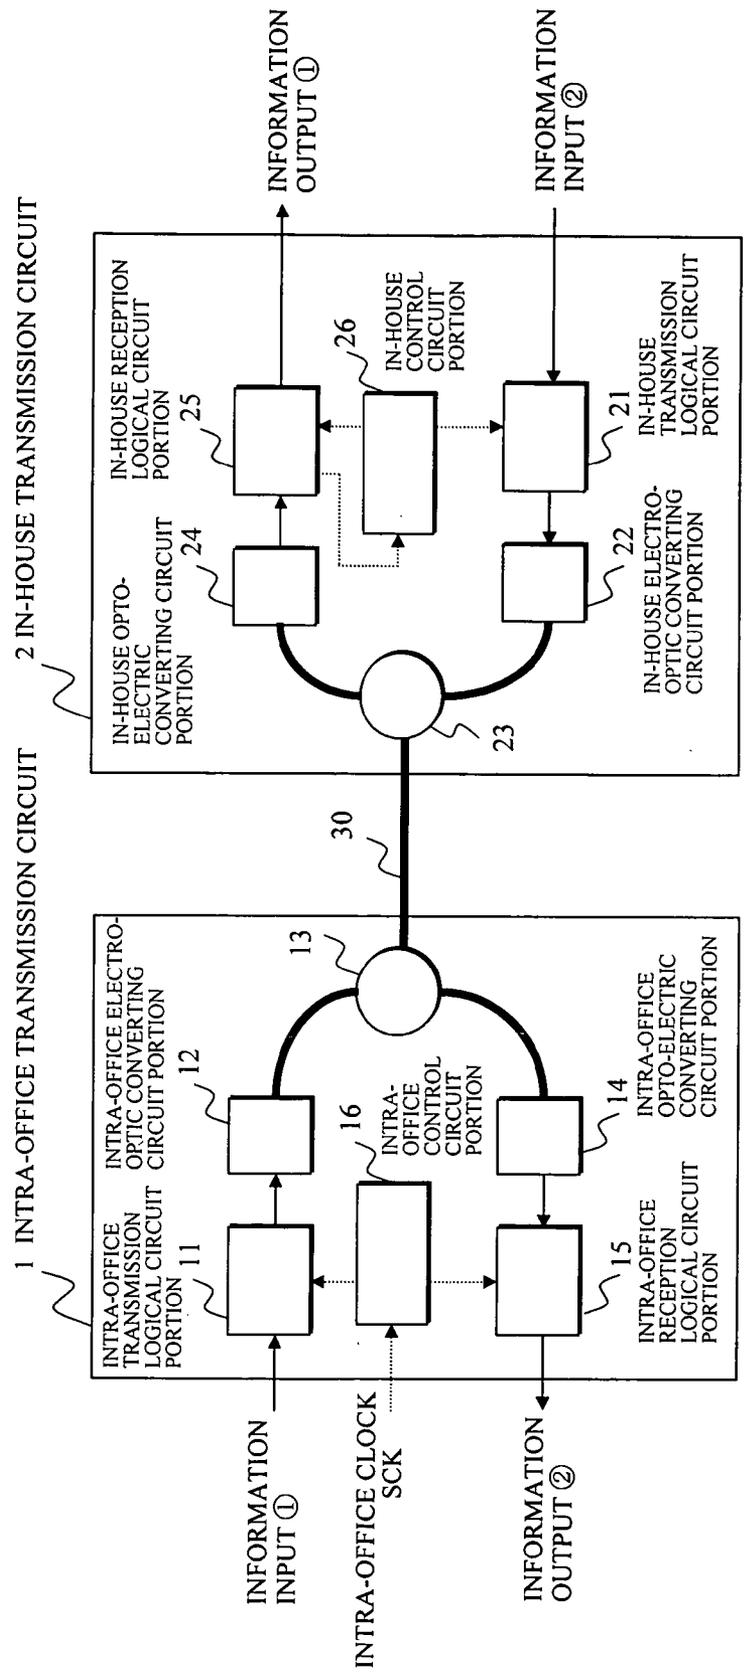 1 INTRA-OFFICE TRANSMISSION CIRCUIT
2 IN-HOUSE TRANSMISSION CIRCUIT
INTRA-OFFICE
TRANSMISSION
LOGICAL CIRCUIT
PORTION
11
INTRA-OFFICE ELECTRO-
OPTIC CONVERTING
CIRCUIT PORTION
12
13
30
IN-HOUSE OPTO-
ELECTRIC
CONVERTING CIRCUIT
PORTION
24
IN-HOUSE RECEPTION
LOGICAL CIRCUIT
PORTION
25
INFORMATION
OUTPUT ①
INFORMATION
INPUT ①
INTRA-OFFICE CLOCK
SCK
16
INTRA-
OFFICE
CONTROL
CIRCUIT
PORTION
23
26
IN-HOUSE
CONTROL
CIRCUIT
PORTION
INFORMATION
INPUT ②
INFORMATION
OUTPUT ②
15
INTRA-OFFICE
RECEPTION
LOGICAL CIRCUIT
PORTION
14
INTRA-OFFICE
OPTO-ELECTRIC
CONVERTING
CIRCUIT PORTION
22
IN-HOUSE ELECTRO-
OPTIC CONVERTING
CIRCUIT PORTION
21
IN-HOUSE
TRANSMISSION
LOGICAL CIRCUIT
PORTION